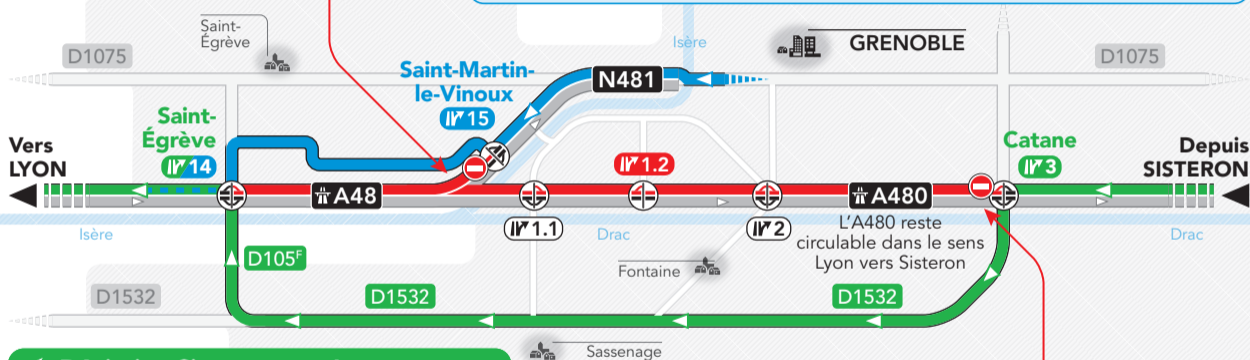 Saint-
Égrève
D1075
Isère
GRENOBLE
D1075
Saint-Martin-
le-Vinoux
15
N481
Saint-
Égrève
14
Vers
LYON
1.2
Catane
3
Depuis
SISTERON
A48
A480
1.1
2
L'A480 reste
circulable dans le sens
Lyon vers Sisteron
Isère
Drac
Drac
D105F
Fontaine
D1532
D1532
D1532
Sassenage